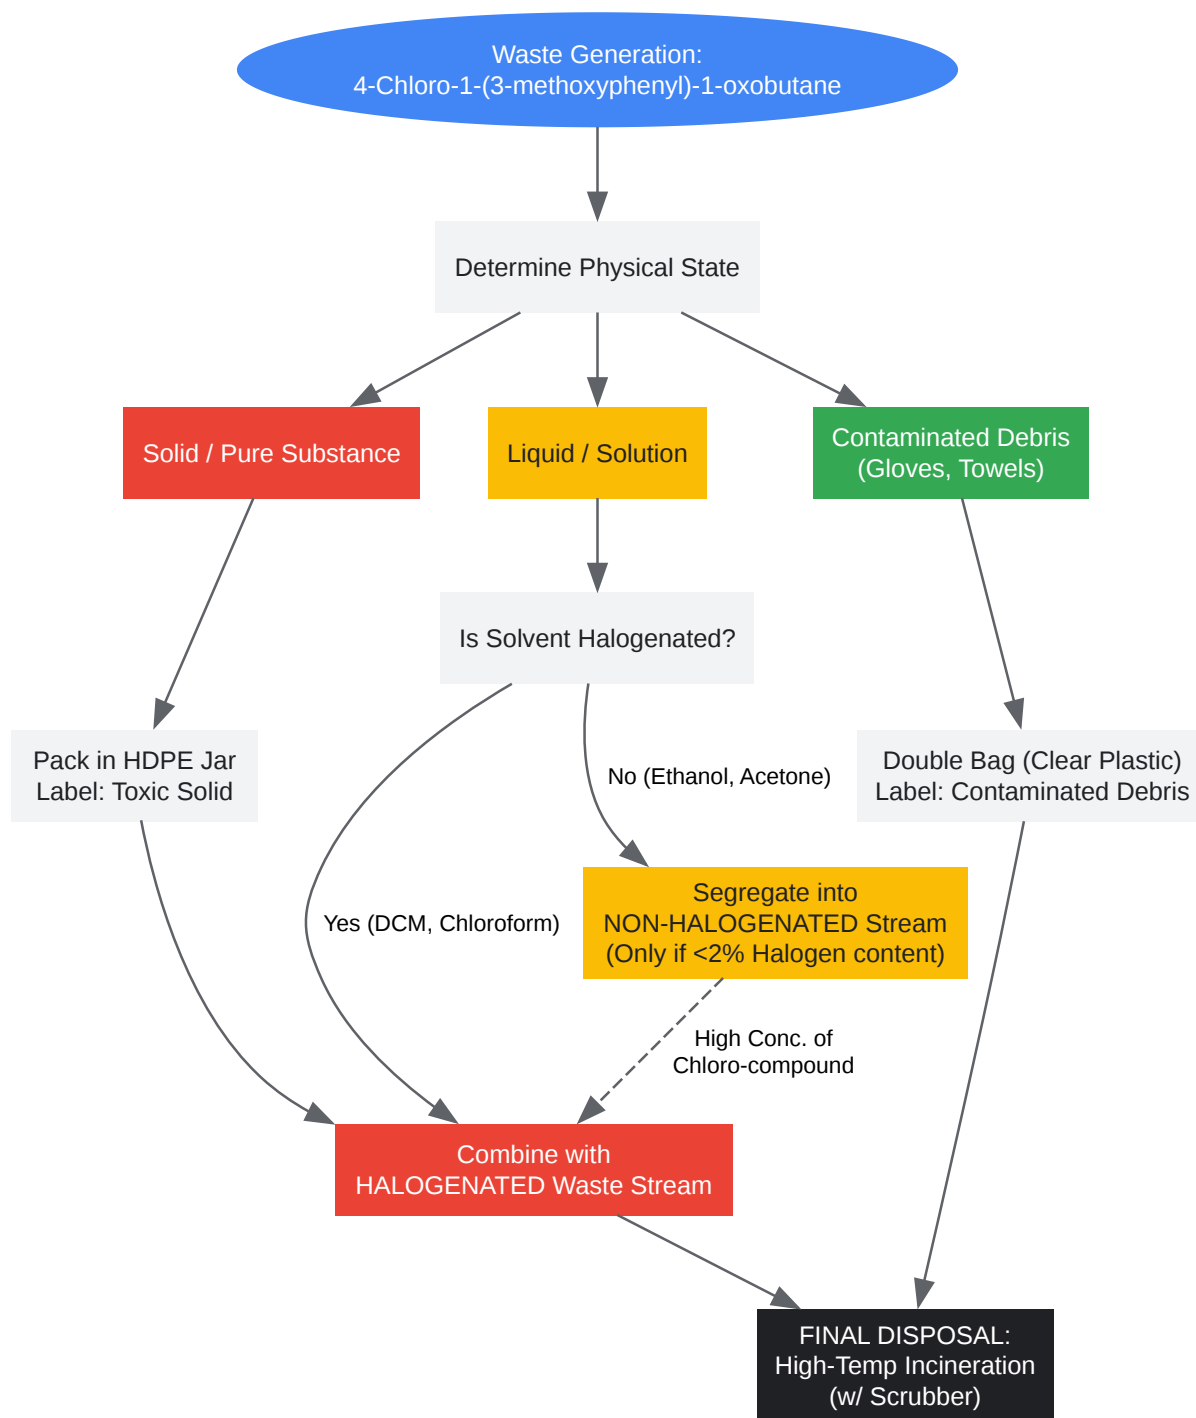 Waste Generation:
4-Chloro-1-(3-methoxyphenyl)-1-oxobutane
Determine Physical State
Solid / Pure Substance
Liquid / Solution
Contaminated Debris
(Gloves, Towels)
Is Solvent Halogenated?
Pack in HDPE Jar
Label: Toxic Solid
No (Ethanol, Acetone)
Double Bag (Clear Plastic)
Label: Contaminated Debris
Yes (DCM, Chloroform)
Segregate into
NON-HALOGENATED Stream
(Only if <2% Halogen content)
High Conc. of
Chloro-compound
Combine with
HALOGENATED Waste Stream
FINAL DISPOSAL:
High-Temp Incineration
(w/ Scrubber)